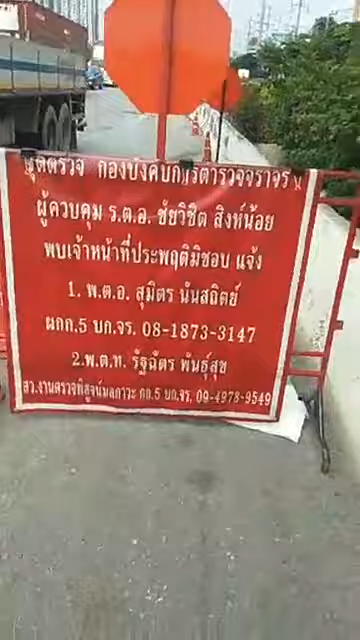 ชุดตรวจ กองบังคับการตำรวจจราจร
ผู้ควบคุม ร.ต.อ. ชัยวิชิต สิงห์น้อย
พบเจ้าหน้าที่ประพฤติมิชอบ แจ้ง
1. พ.ต.อ. สุมิตร นันสถิตย์
ผกก.5 บก.จร. 08-1873-3147
2.พ.ต.ท. รัฐฉัตร พันธุ์สุข
สว.งานตรวจพิสูจน์มลภาวะ กก.5 บก.จร. 09-4978-9549